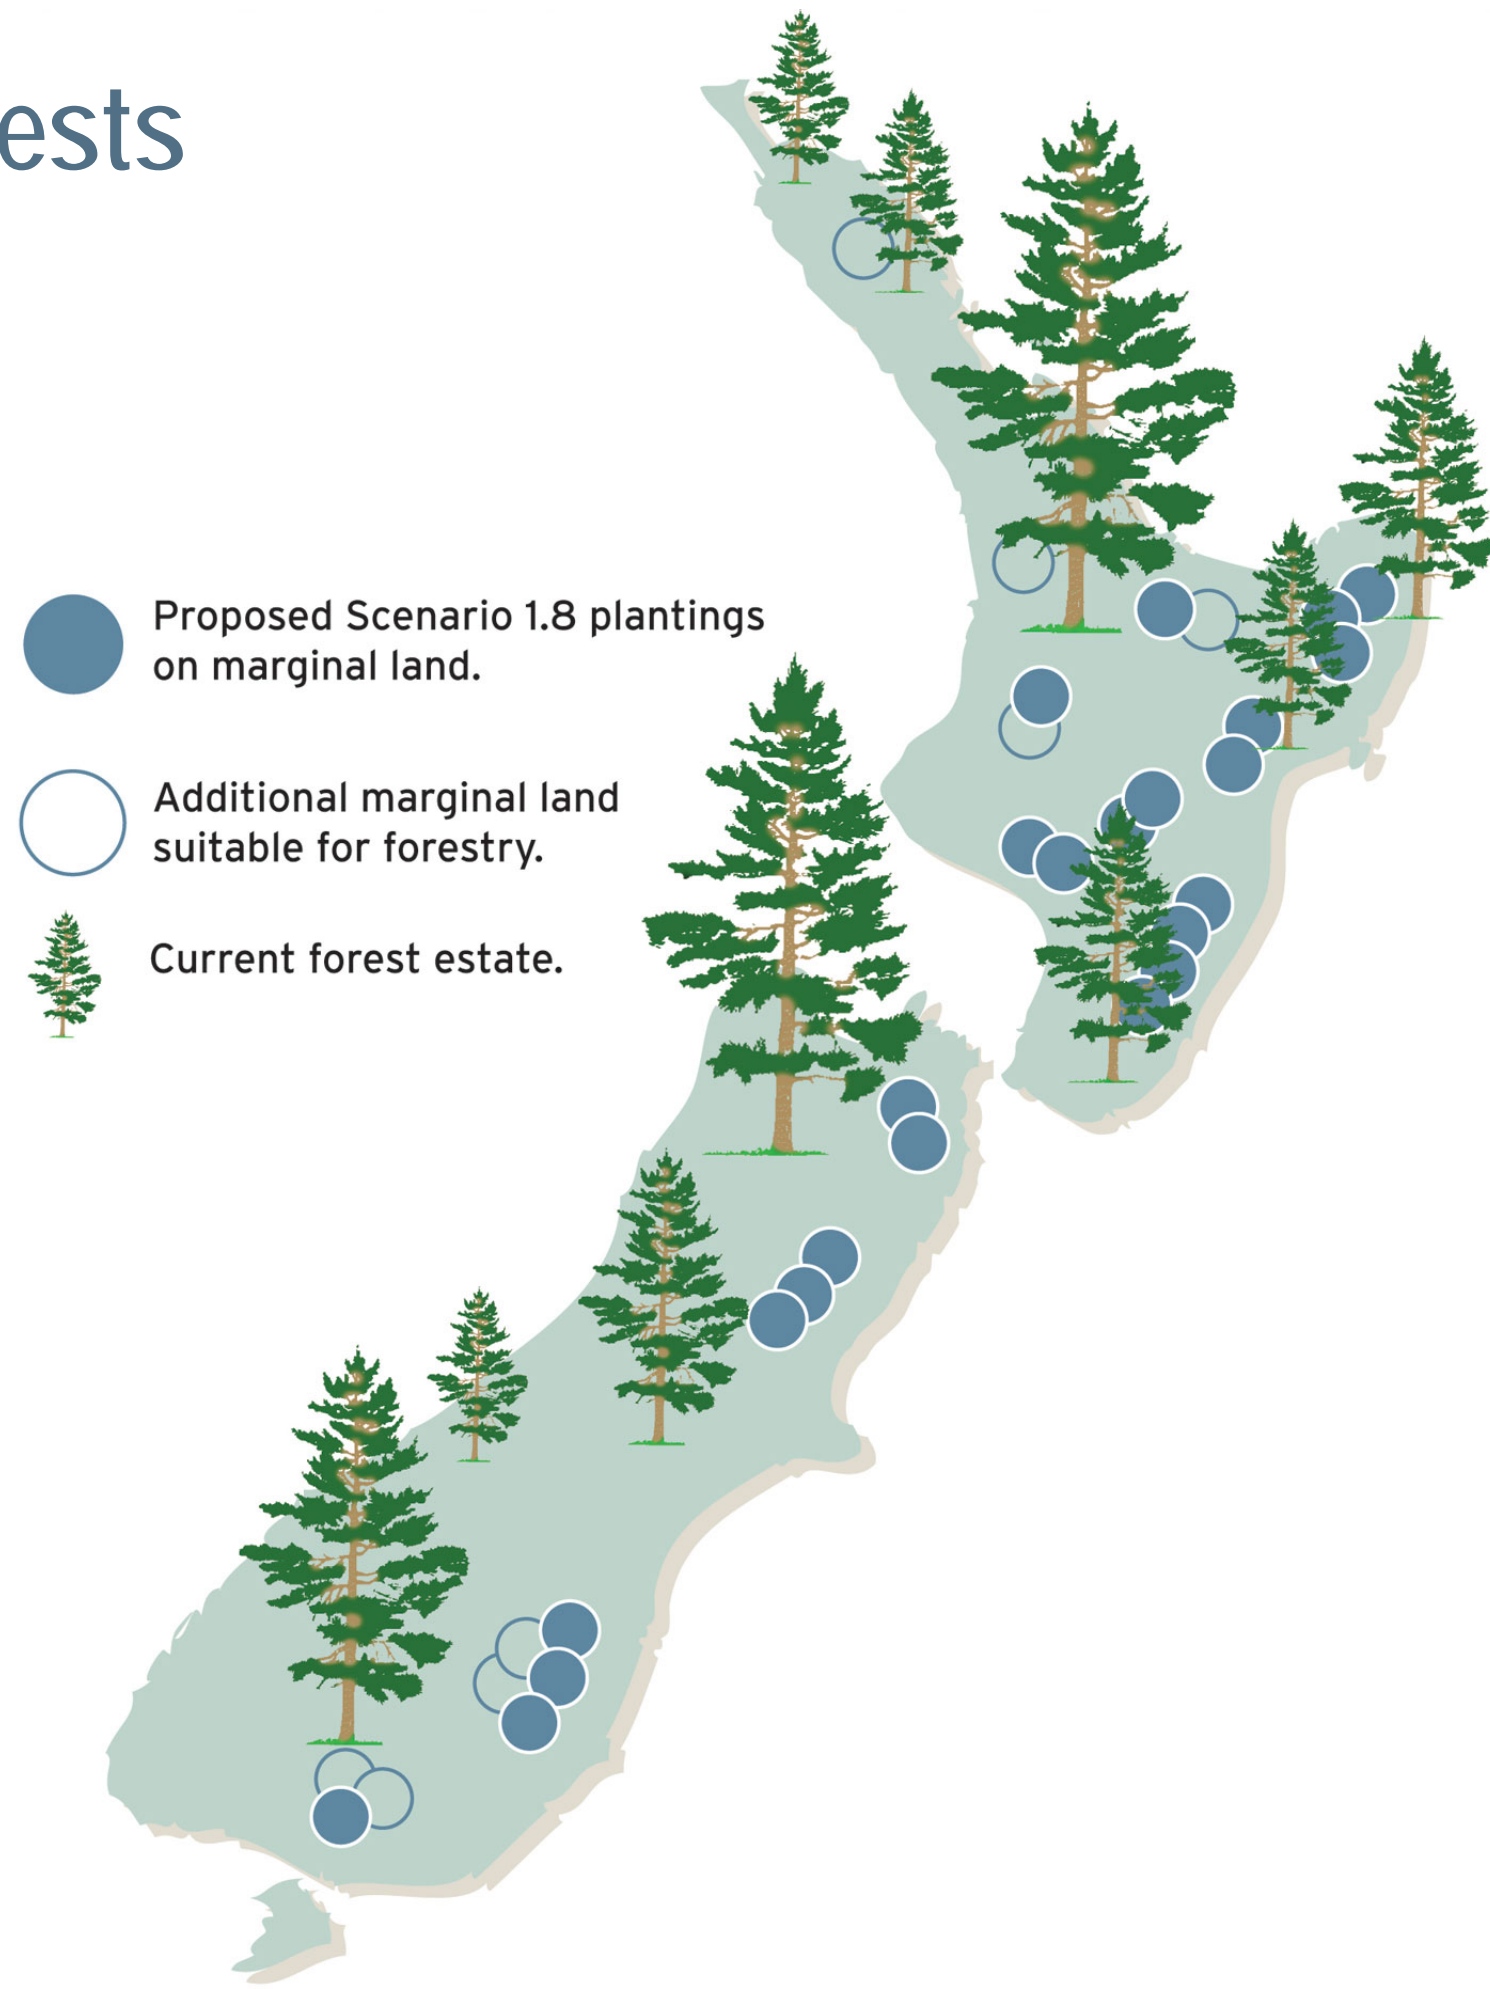 ests
Proposed Scenario 1.8 plantings
on marginal land.
Additional marginal land
suitable for forestry.
Current forest estate.